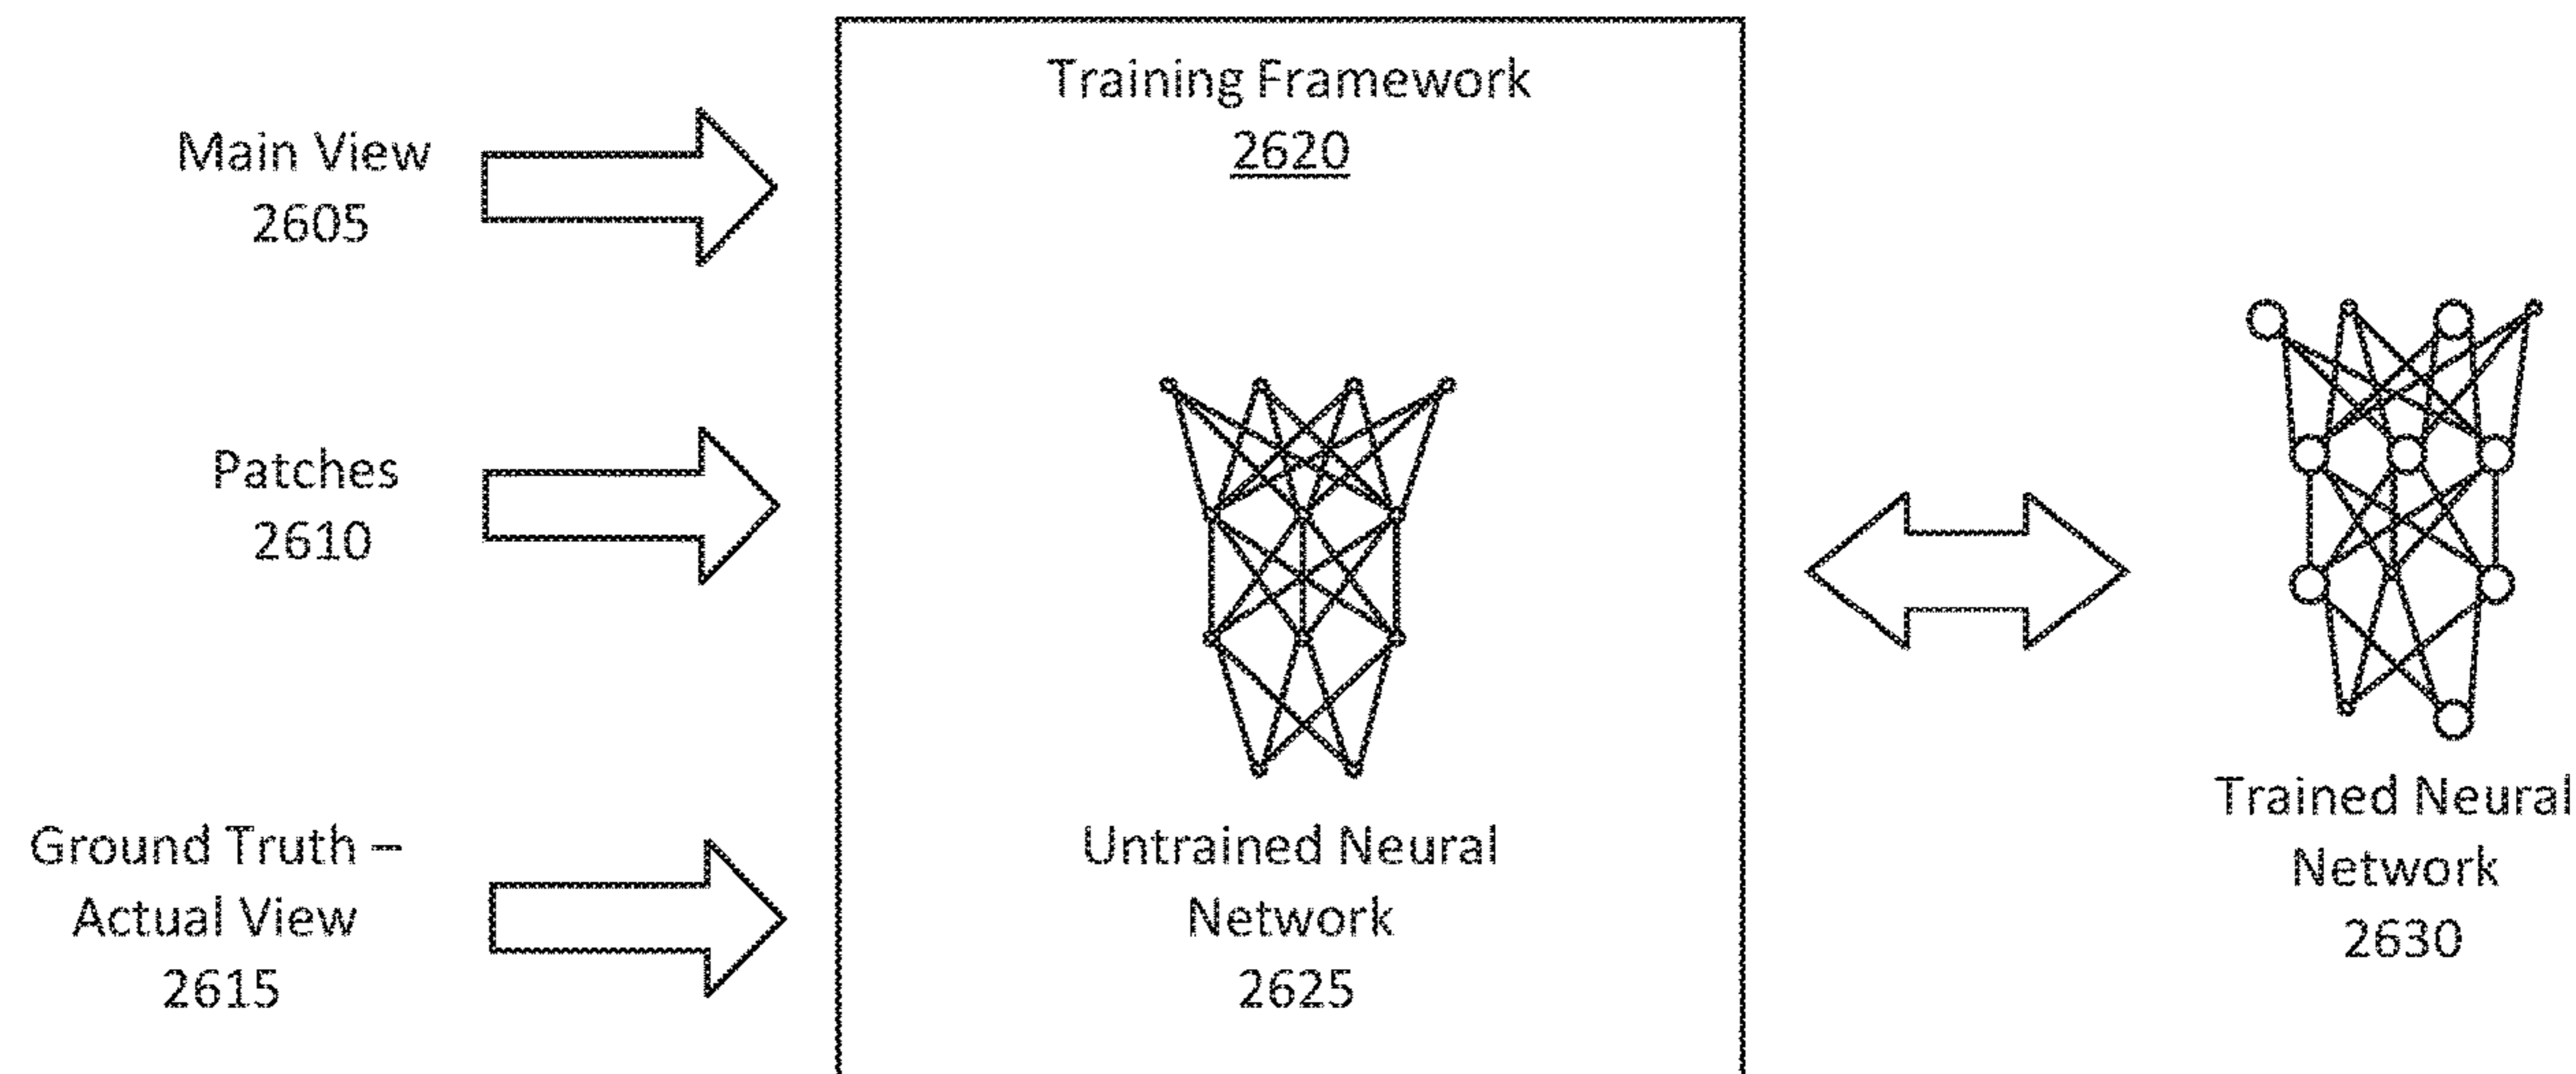 Main View
2605
Patches
2610
Ground Truth –
Actual View
2615
Training Framework
2620
Untrained Neural
Network
2625
Trained Neural
Network
2630